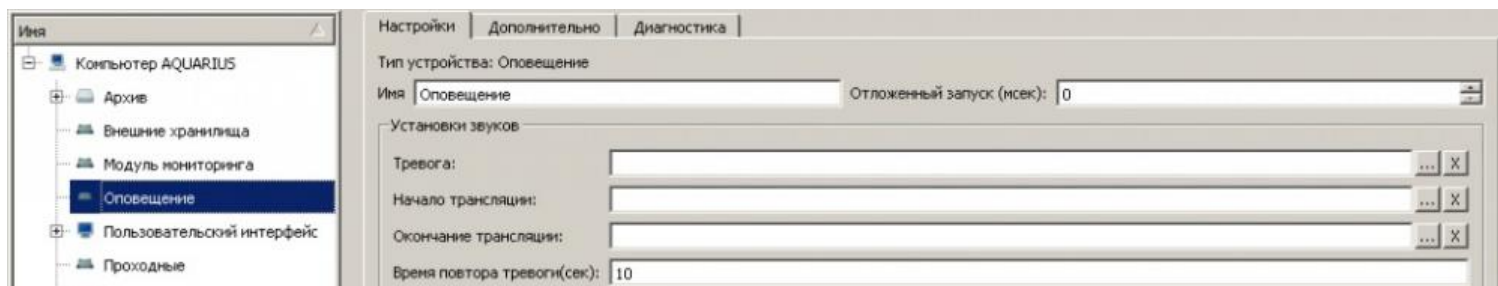 Имя
Компьютер AQUARIUS
Архив
Внешние хранилища
Модуль мониторинга
Оповещение
Пользовательский интерфейс
Проходные
Настройки Дополнительно Диагностика
Тип устройства: Оповещение
Имя Оповещение Отложенный запуск (мсек): 0
Установки звуков
Тревога: ... X
Начало трансляции: ... X
Окончание трансляции: ... X
Время повтора тревоги(сек): 10